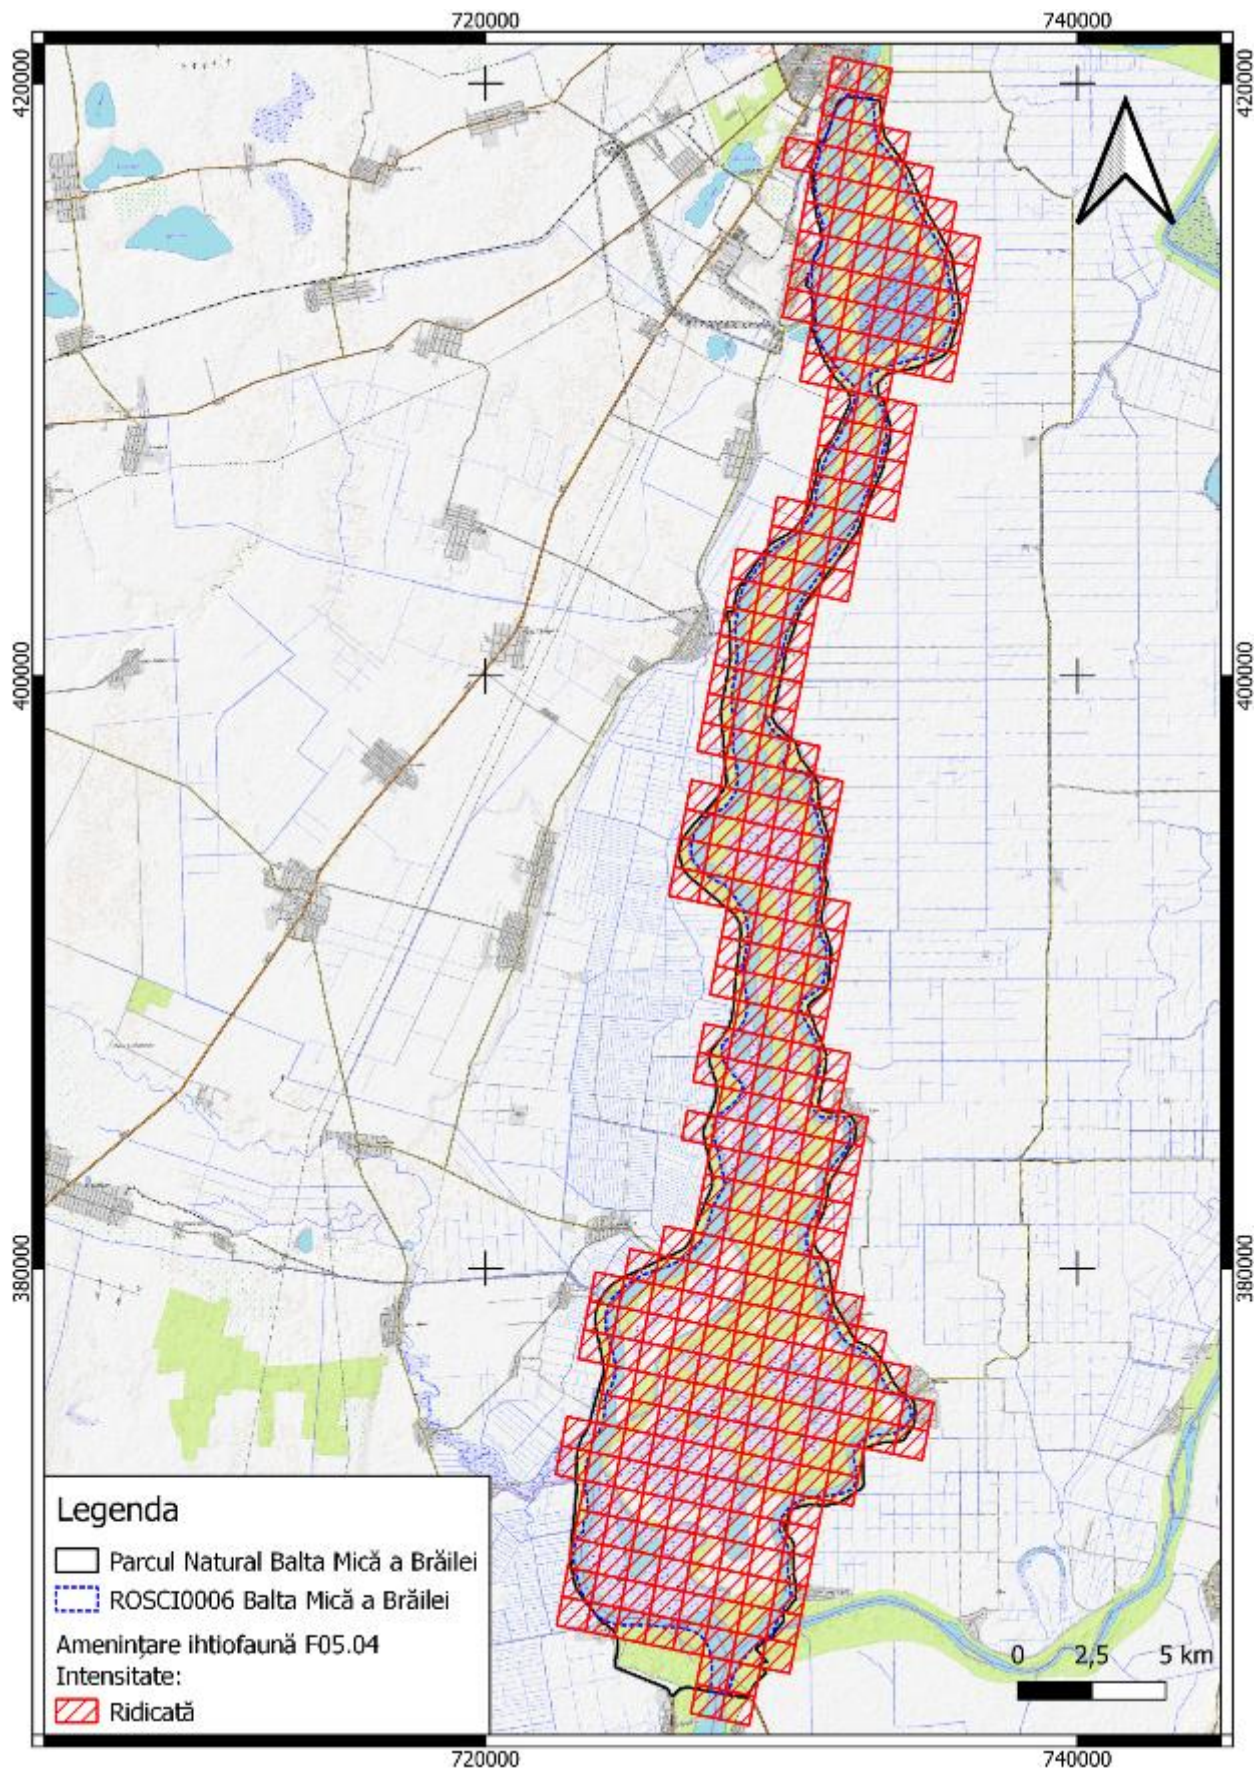 720000
740000
420000
420000
400000
400000
380000
380000
Legenda
Parcul Natural Balta Mică a Brăilei
ROSCI0006 Balta Mică a Brăilei
Amenințare ihtiofaună F05.04
Intensitate:
Ridicată
0 2,5 5 km
720000
740000